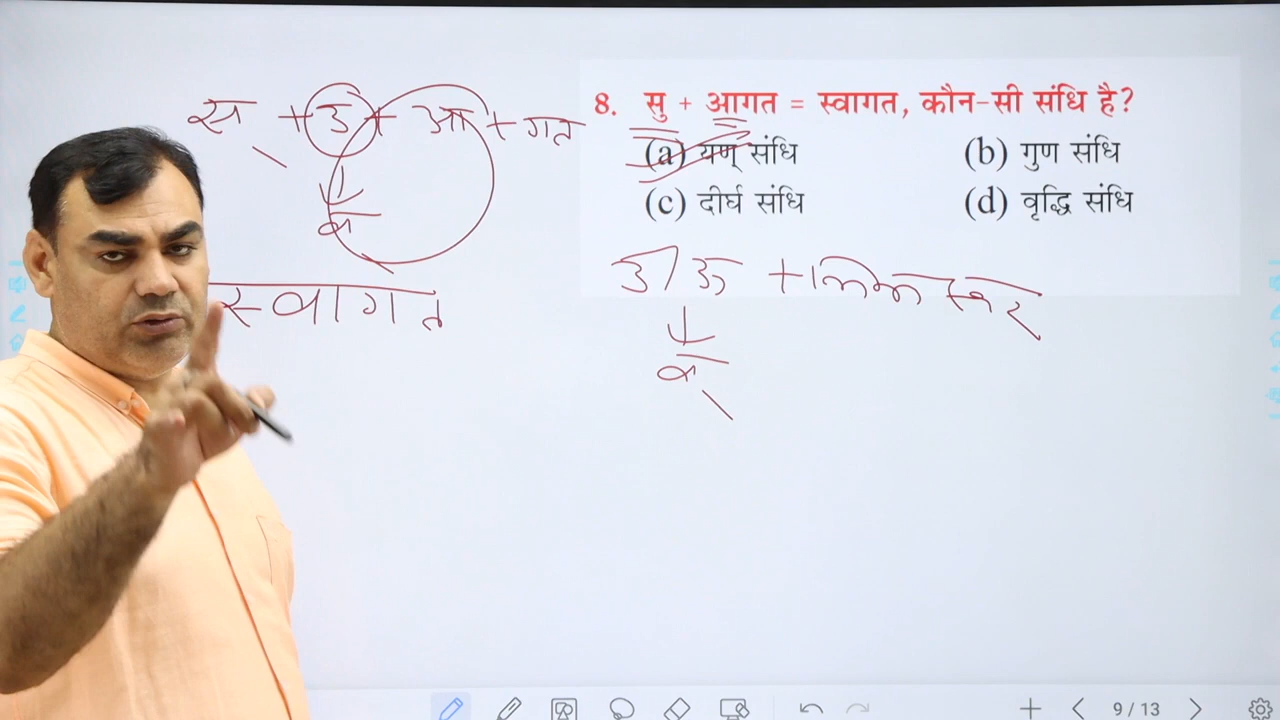 स् + उ + आ + गत
व्
स्वागत
8. सु + आगत = स्वागत, कौन-सी संधि है?
(a) यण् संधि (b) गुण संधि
(c) दीर्घ संधि (d) वृद्धि संधि
उ/ऊ + भिन्न स्वर
व्
9 / 13